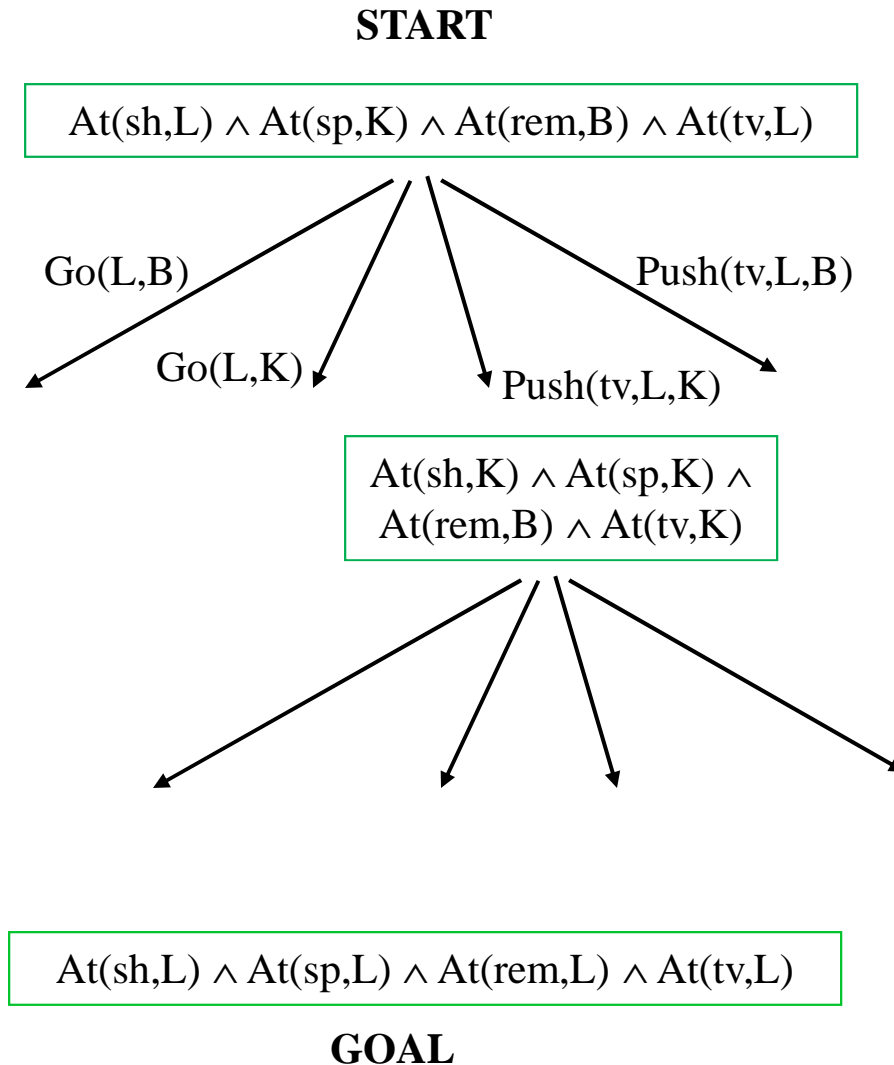 START
At(sh,L) ∧ At(sp,K) ∧ At(rem,B) ∧ At(tv,L)
Go(L,B)
Push(tv,L,B)
Go(L,K)
Push(tv,L,K)
At(sh,K) ∧ At(sp,K) ∧
At(rem,B) ∧ At(tv,K)
At(sh,L) ∧ At(sp,L) ∧ At(rem,L) ∧ At(tv,L)
GOAL